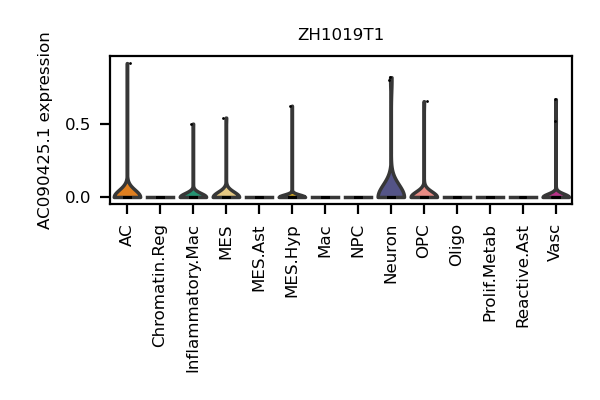 ZH1019T1
AC090425.1 expression
0.5
0.0
AC
Chromatin.Reg
Inflammatory.Mac
MES
MES.Ast
MES.Hyp
Mac
NPC
Neuron
OPC
Oligo
Prolif.Metab
Reactive.Ast
Vasc